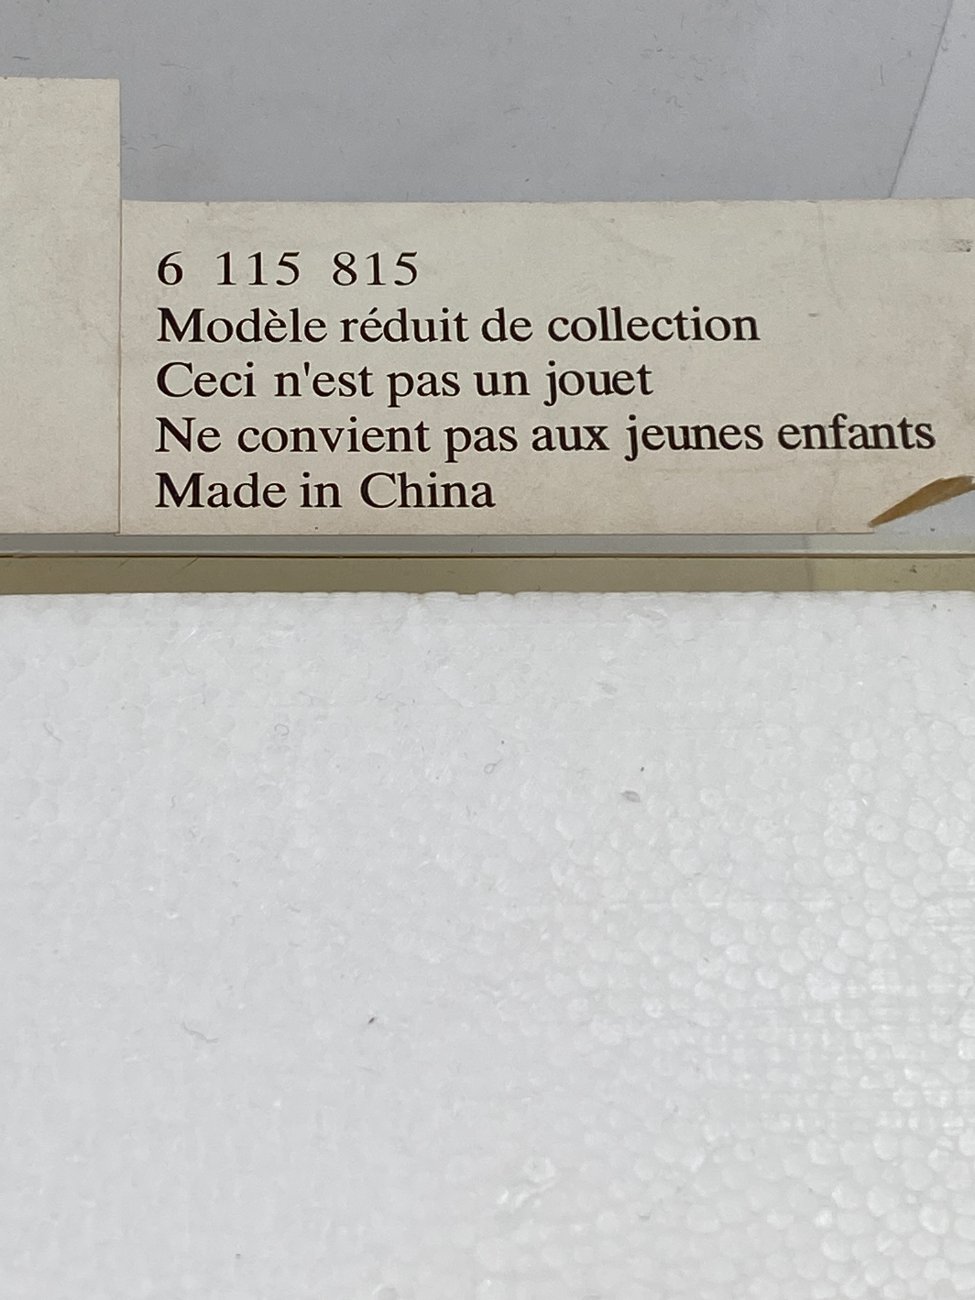 6 115 815
Modèle réduit de collection
Ceci n'est pas un jouet
Ne convient pas aux jeunes enfants
Made in China